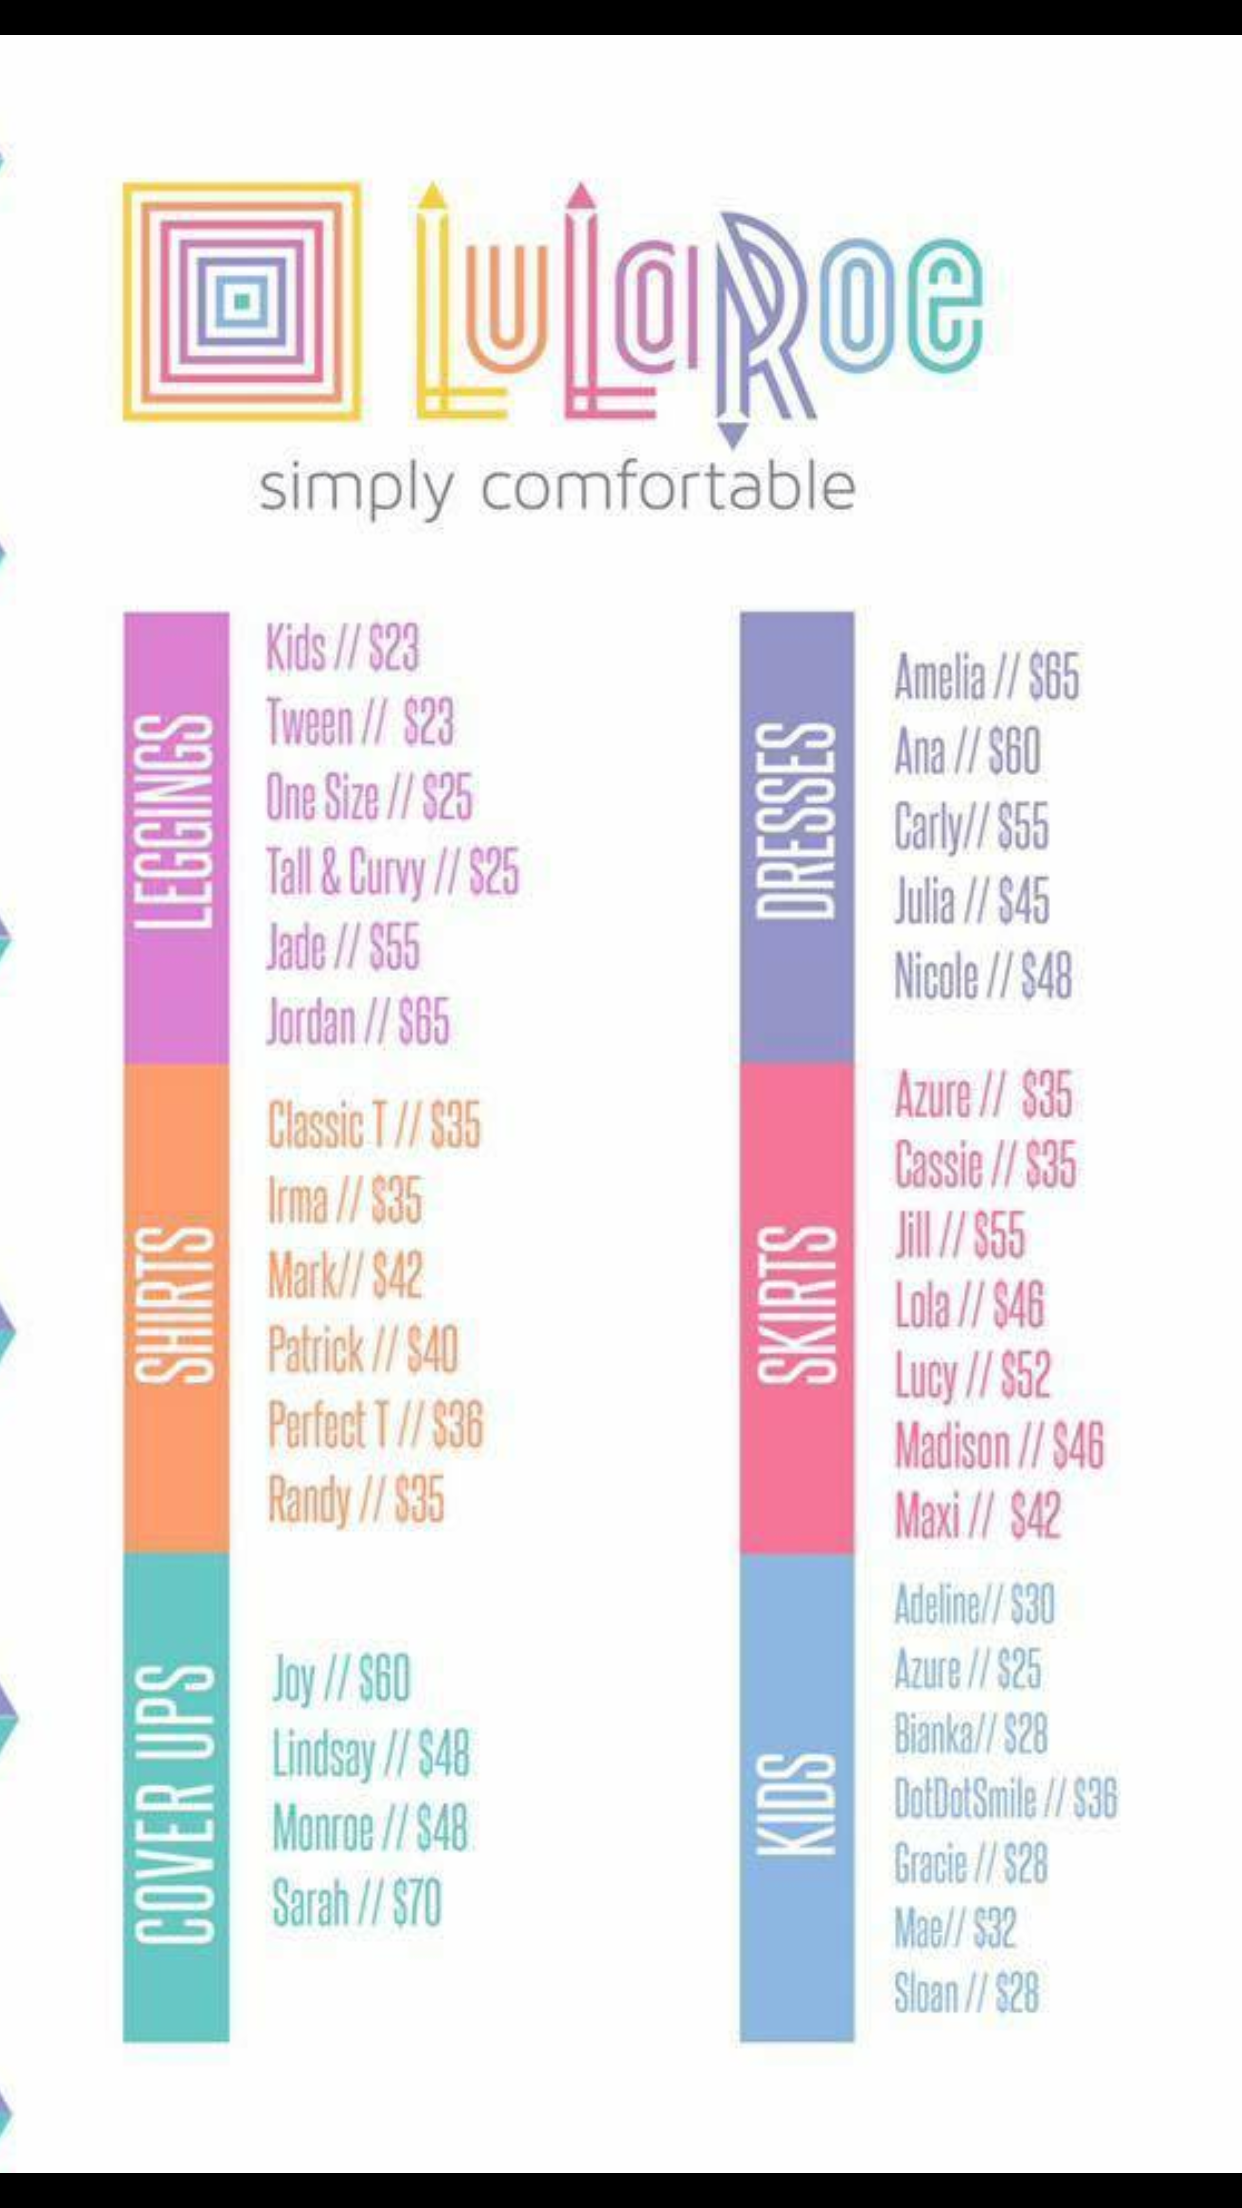 LuLaRoe
simply comfortable
LEGGINGS
Kids // $23
Tween // $23
One Size // $25
Tall & Curvy // $25
Jade // $55
Jordan // $65
SHIRTS
Classic T // $35
Irma // $35
Mark// $42
Patrick // $40
Perfect T // $36
Randy // $35
COVER UPS
Joy // $60
Lindsay // $48
Monroe // $48
Sarah // $70
DRESSES
Amelia // $65
Ana // $60
Carly// $55
Julia // $45
Nicole // $48
SKIRTS
Azure // $35
Cassie // $35
Jill // $55
Lola // $46
Lucy // $52
Madison // $46
Maxi // $42
KIDS
Adeline// $30
Azure // $25
Bianka// $28
DotDotSmile // $36
Gracie // $28
Mae// $32
Sloan // $28